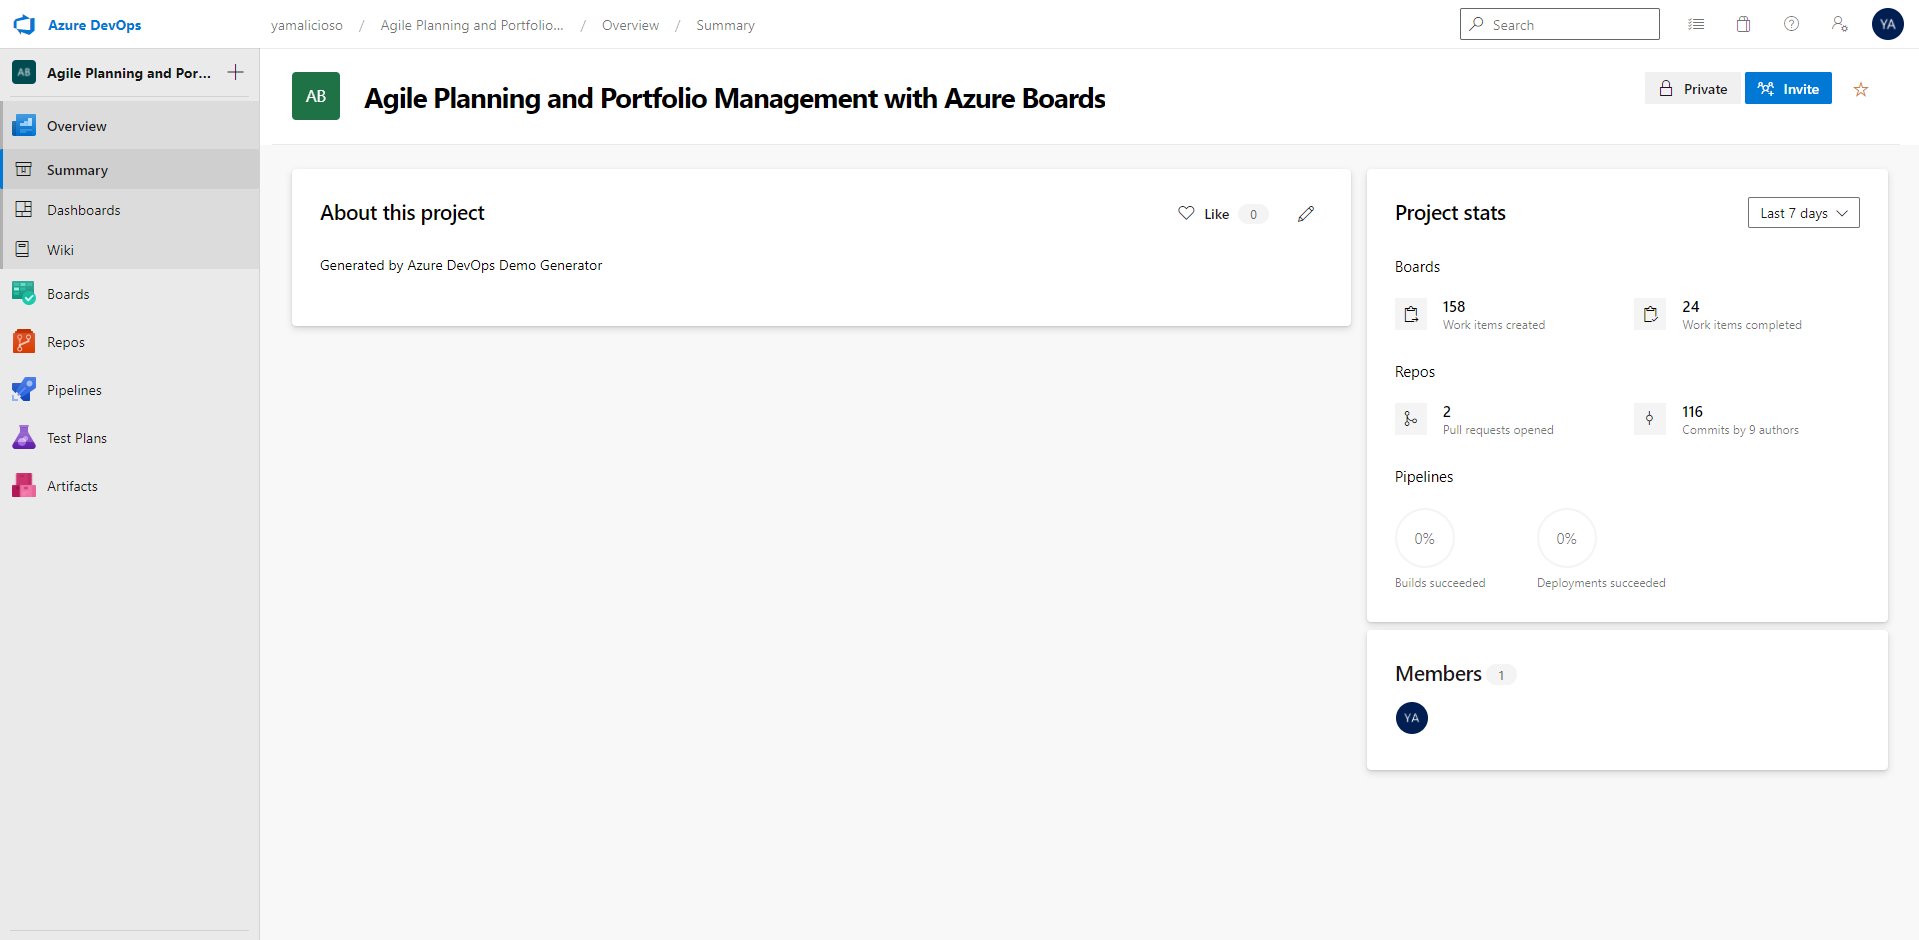 Azure DevOps
yamalicioso / Agile Planning and Portfolio... / Overview / Summary
Search
YA
AB Agile Planning and Por...
Overview
Summary
Dashboards
Wiki
Boards
Repos
Pipelines
Test Plans
Artifacts
AB Agile Planning and Portfolio Management with Azure Boards
Private
Invite
About this project
Like 0
Generated by Azure DevOps Demo Generator
Project stats
Last 7 days
Boards
158
Work items created
24
Work items completed
Repos
2
Pull requests opened
116
Commits by 9 authors
Pipelines
0%
Builds succeeded
0%
Deployments succeeded
Members 1
YA